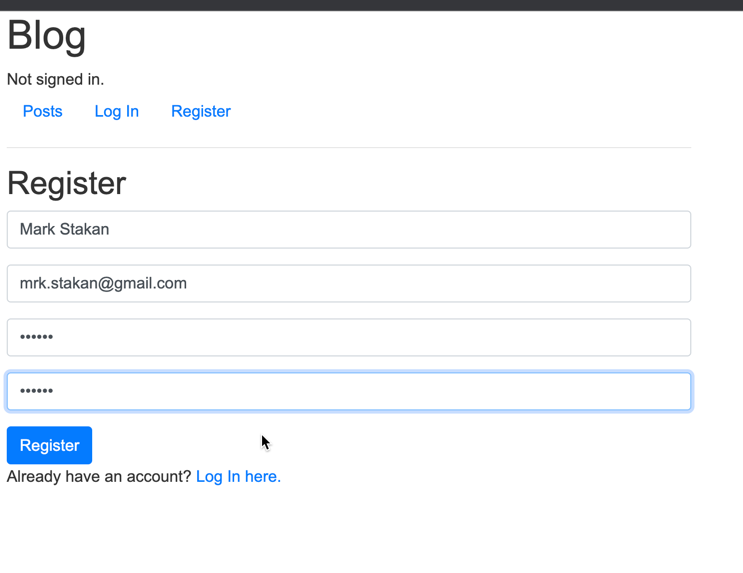 Blog
Not signed in.
Posts Log In Register
Register
Mark Stakan
mrk.stakan@gmail.com
••••••
••••••
Register
Already have an account? Log In here.